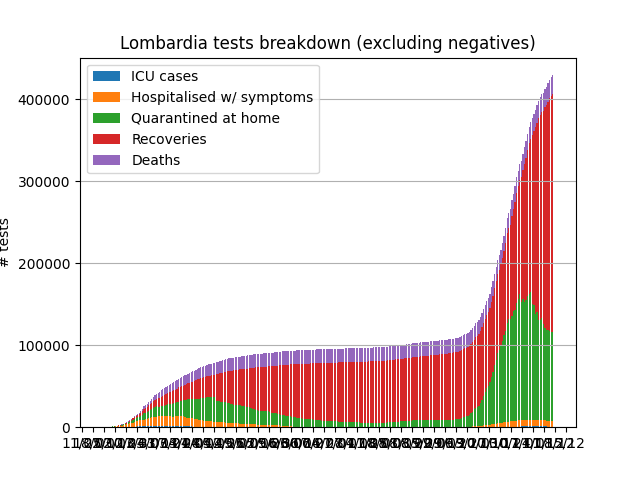 Lombardia tests breakdown (excluding negatives)
ICU cases
Hospitalised w/ symptoms
Quarantined at home
Recoveries
Deaths
# tests
400000
300000
200000
100000
0